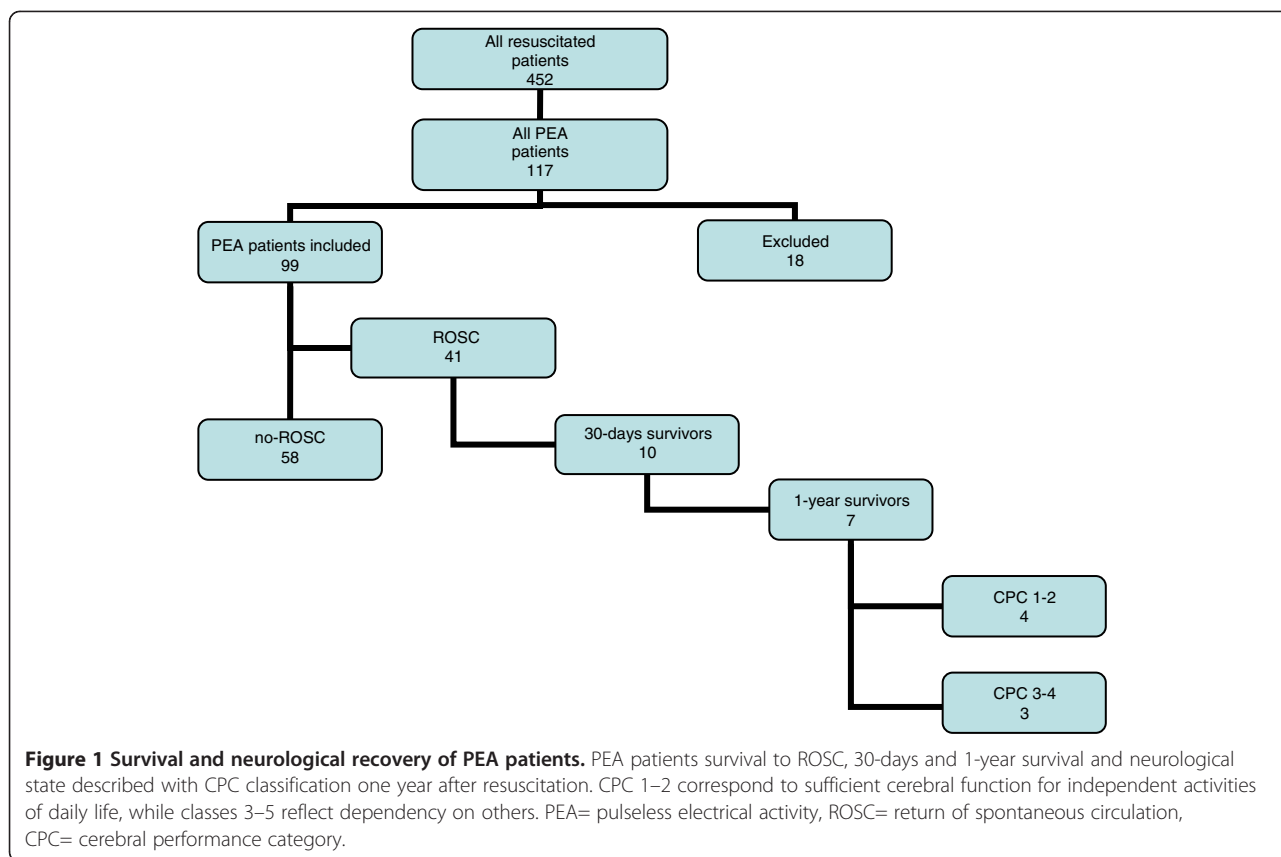 All resuscitated
patients
452
All PEA
patients
117
PEA patients included
99
Excluded
18
ROSC
41
no-ROSC
58
30-days survivors
10
1-year survivors
7
CPC 1-2
4
CPC 3-4
3
Figure 1 Survival and neurological recovery of PEA patients. PEA patients survival to ROSC, 30-days and 1-year survival and neurological
state described with CPC classification one year after resuscitation. CPC 1–2 correspond to sufficient cerebral function for independent activities
of daily life, while classes 3–5 reflect dependency on others. PEA= pulseless electrical activity, ROSC= return of spontaneous circulation,
CPC= cerebral performance category.